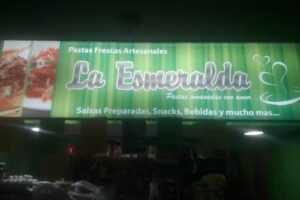 Pastas Frescas Artesanales
La Esmeralda
Pastas amasadas con amor
Salsas Preparadas, Snacks, Bebidas y mucho mas...